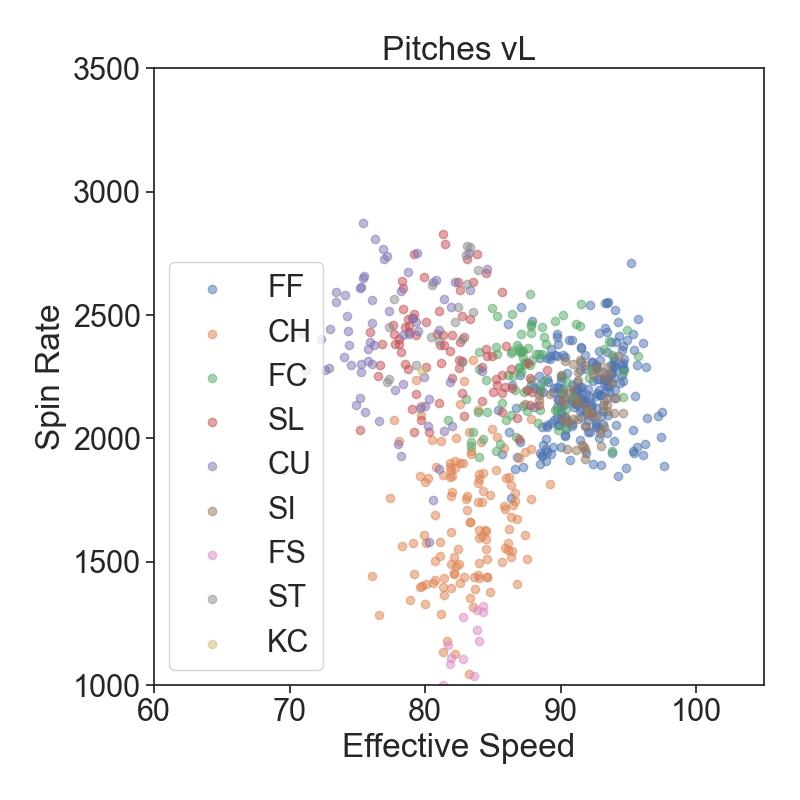 Pitches vL
3500
3000
2500
2000
1500
1000
Spin Rate
FF
CH
FC
SL
CU
SI
FS
ST
KC
60 70 80 90 100
Effective Speed